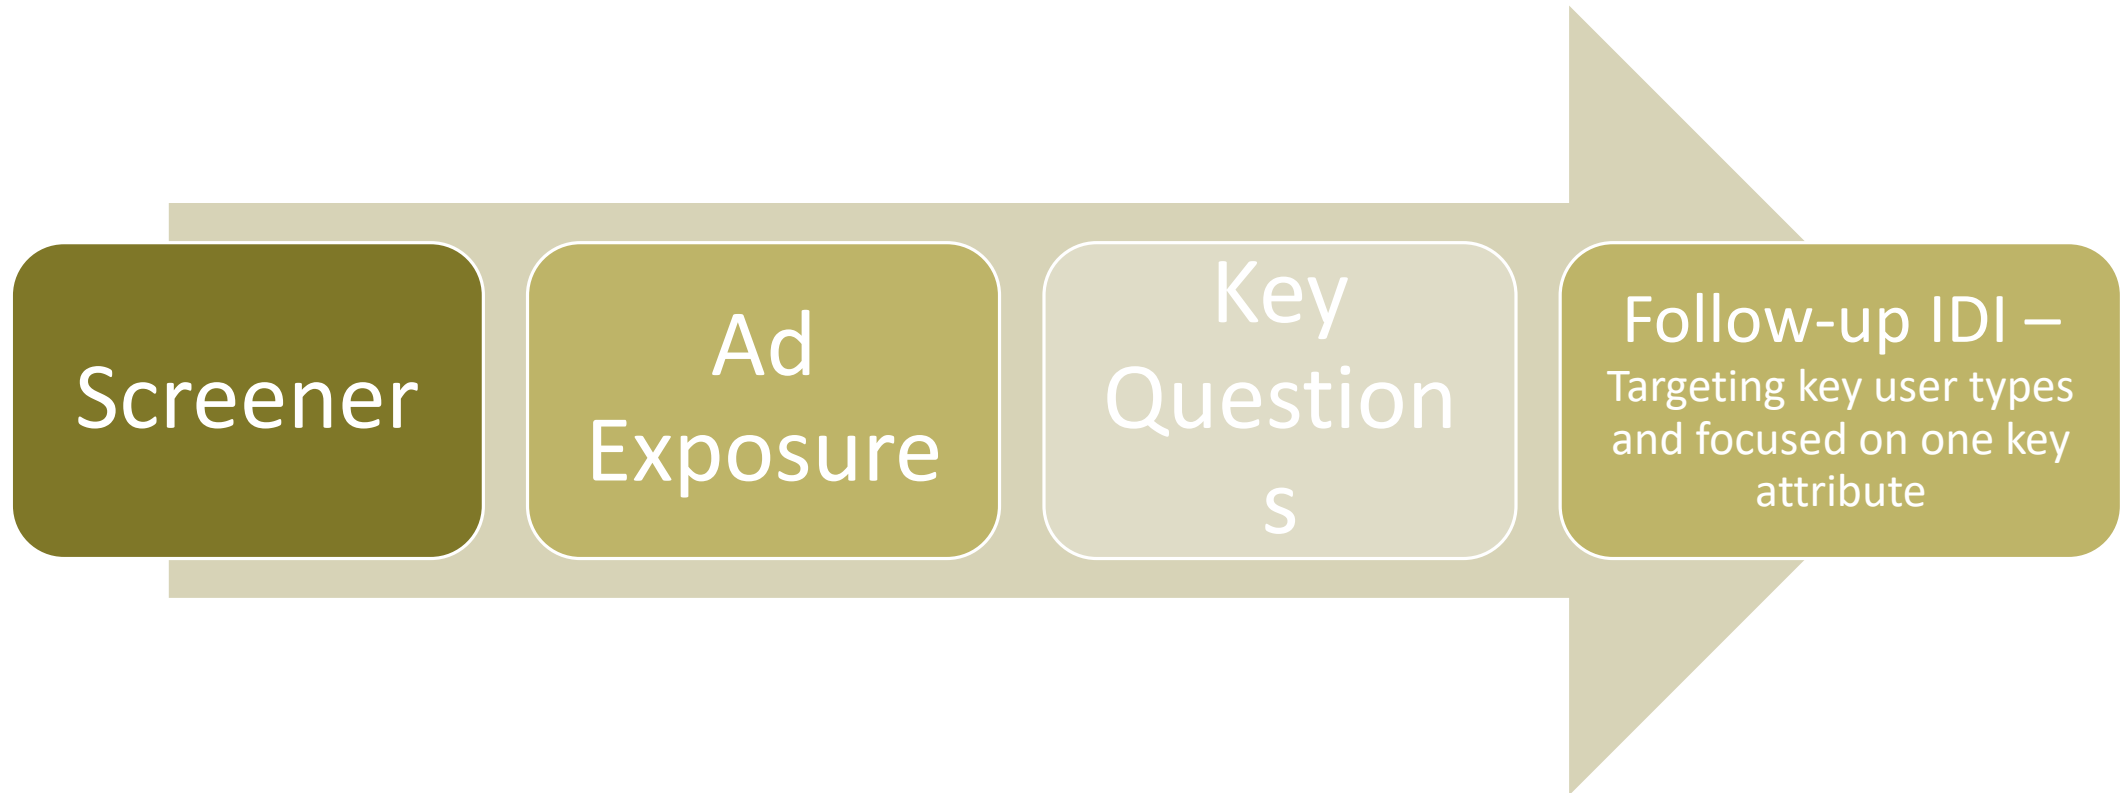 Screener
Ad
Exposure
Key
Question
s
Follow-up IDI –
Targeting key user types
and focused on one key
attribute